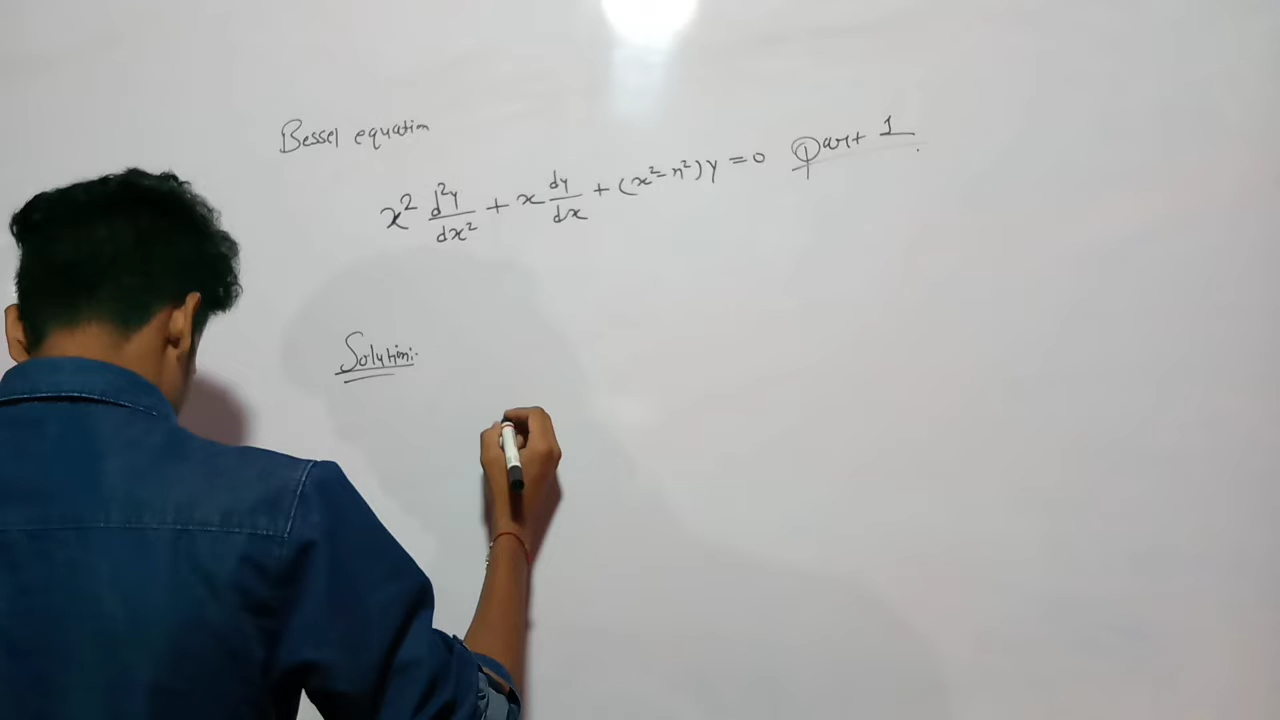 Bessel equation
x² d²y/dx² + x dy/dx + (x² - n²) y = 0 Part 1
Solution: